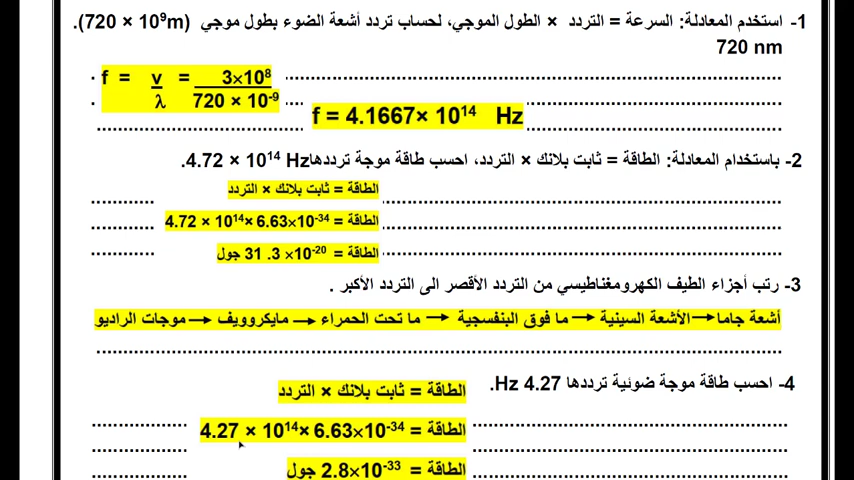 1- استخدم المعادلة: السرعة = التردد × الطول الموجي، لحساب تردد أشعة الضوء بطول موجي (720 × 10⁹m).
720 nm
f = v/λ = 3×10⁸ / 720 × 10⁻⁹
f = 4.1667× 10¹⁴ Hz
2- باستخدام المعادلة: الطاقة = ثابت بلانك × التردد، احسب طاقة موجة ترددها 4.72 × 10¹⁴ Hz.
الطاقة = ثابت بلانك × التردد
الطاقة = 4.72 × 10¹⁴× 6.63×10⁻³⁴
الطاقة = 31 .3 ×10⁻²⁰ جول
3- رتب أجزاء الطيف الكهرومغناطيسي من التردد الأقصر الى التردد الأكبر .
أشعة جاما→الأشعة السينية → ما فوق البنفسجية → ما تحت الحمراء → مايكروويف → موجات الراديو
4- احسب طاقة موجة ضوئية ترددها 4.27 Hz.
الطاقة = ثابت بلانك × التردد
الطاقة = 4.27 × 10¹⁴× 6.63×10⁻³⁴
الطاقة = 2.8×10⁻³³ جول